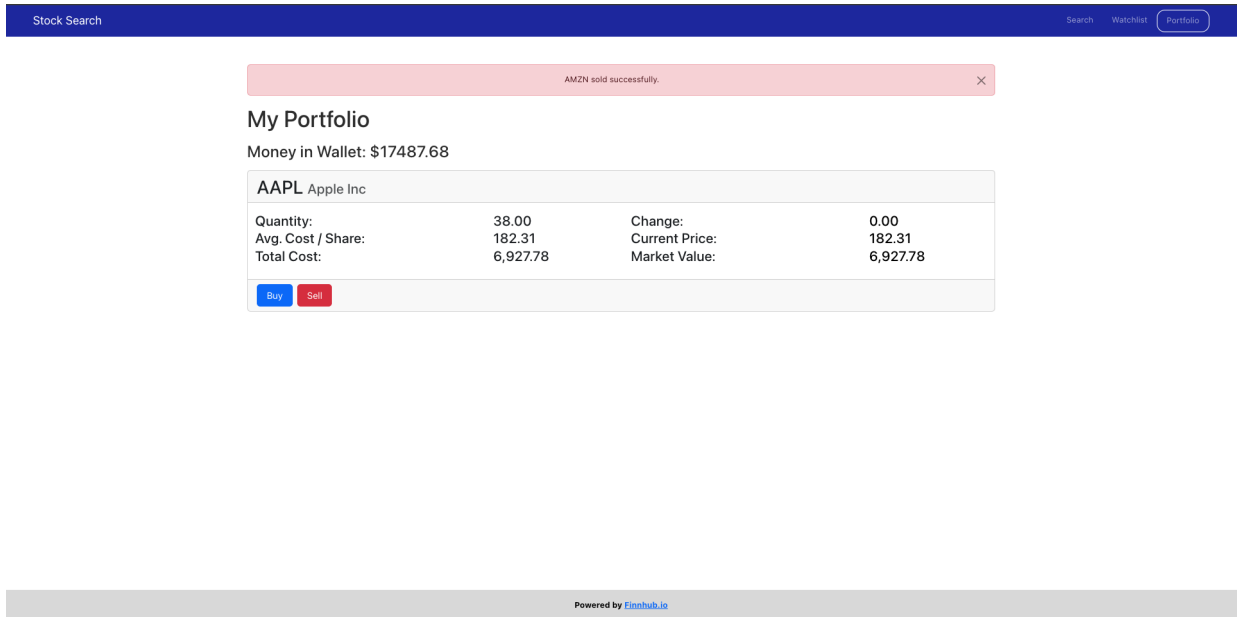 Stock Search Search Watchlist Portfolio
AMZN sold successfully. ×
My Portfolio
Money in Wallet: $17487.68
AAPL Apple Inc
Quantity: 38.00 Change: 0.00
Avg. Cost / Share: 182.31 Current Price: 182.31
Total Cost: 6,927.78 Market Value: 6,927.78
Buy Sell
Powered by Finnhub.io